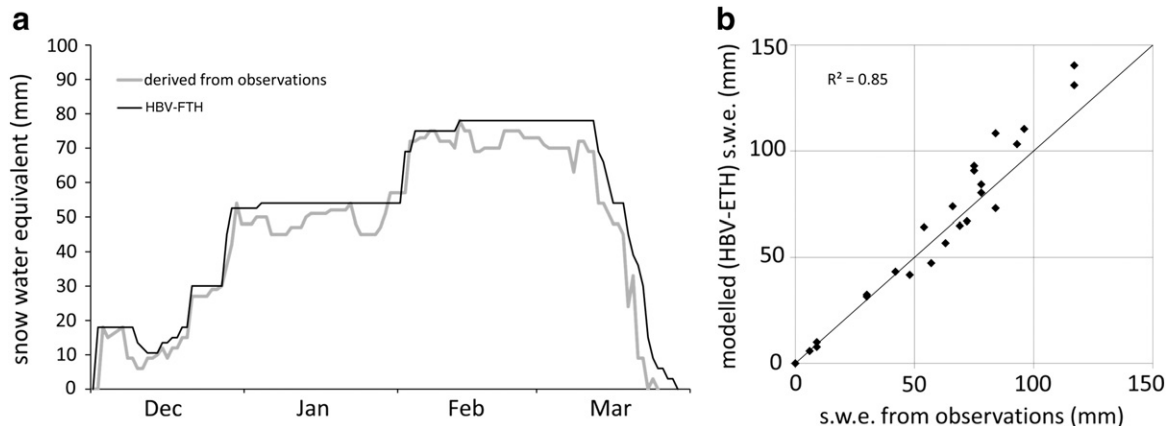 a
snow water equivalent (mm)
100
90
80
70
60
50
40
30
20
10
0
derived from observations
HBV-FTH
Dec Jan Feb Mar
b
modelled (HBV-ETH) s.w.e. (mm)
150
100
50
0
R² = 0.85
0 50 100 150
s.w.e. from observations (mm)